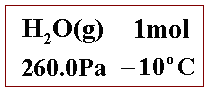 H₂O(g) 1mol
260.0Pa –10°C